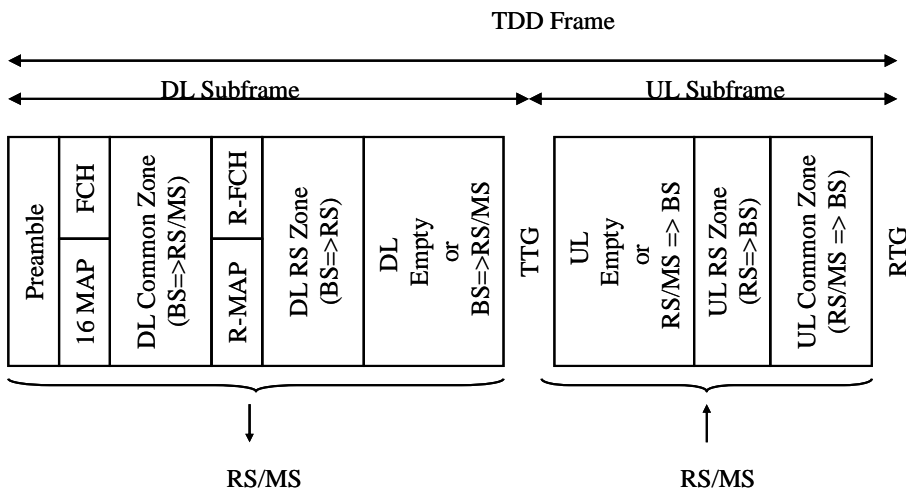 TDD Frame
DL Subframe
UL Subframe
Preamble
FCH
16 MAP
DL Common Zone
(BS=>RS/MS)
R-FCH
R-MAP
DL RS Zone
(BS=>RS)
DL
Empty
or
BS=>RS/MS
TTG
UL
Empty
or
RS/MS => BS
UL RS Zone
(RS=>BS)
UL Common Zone
(RS/MS => BS)
RTG
RS/MS
RS/MS